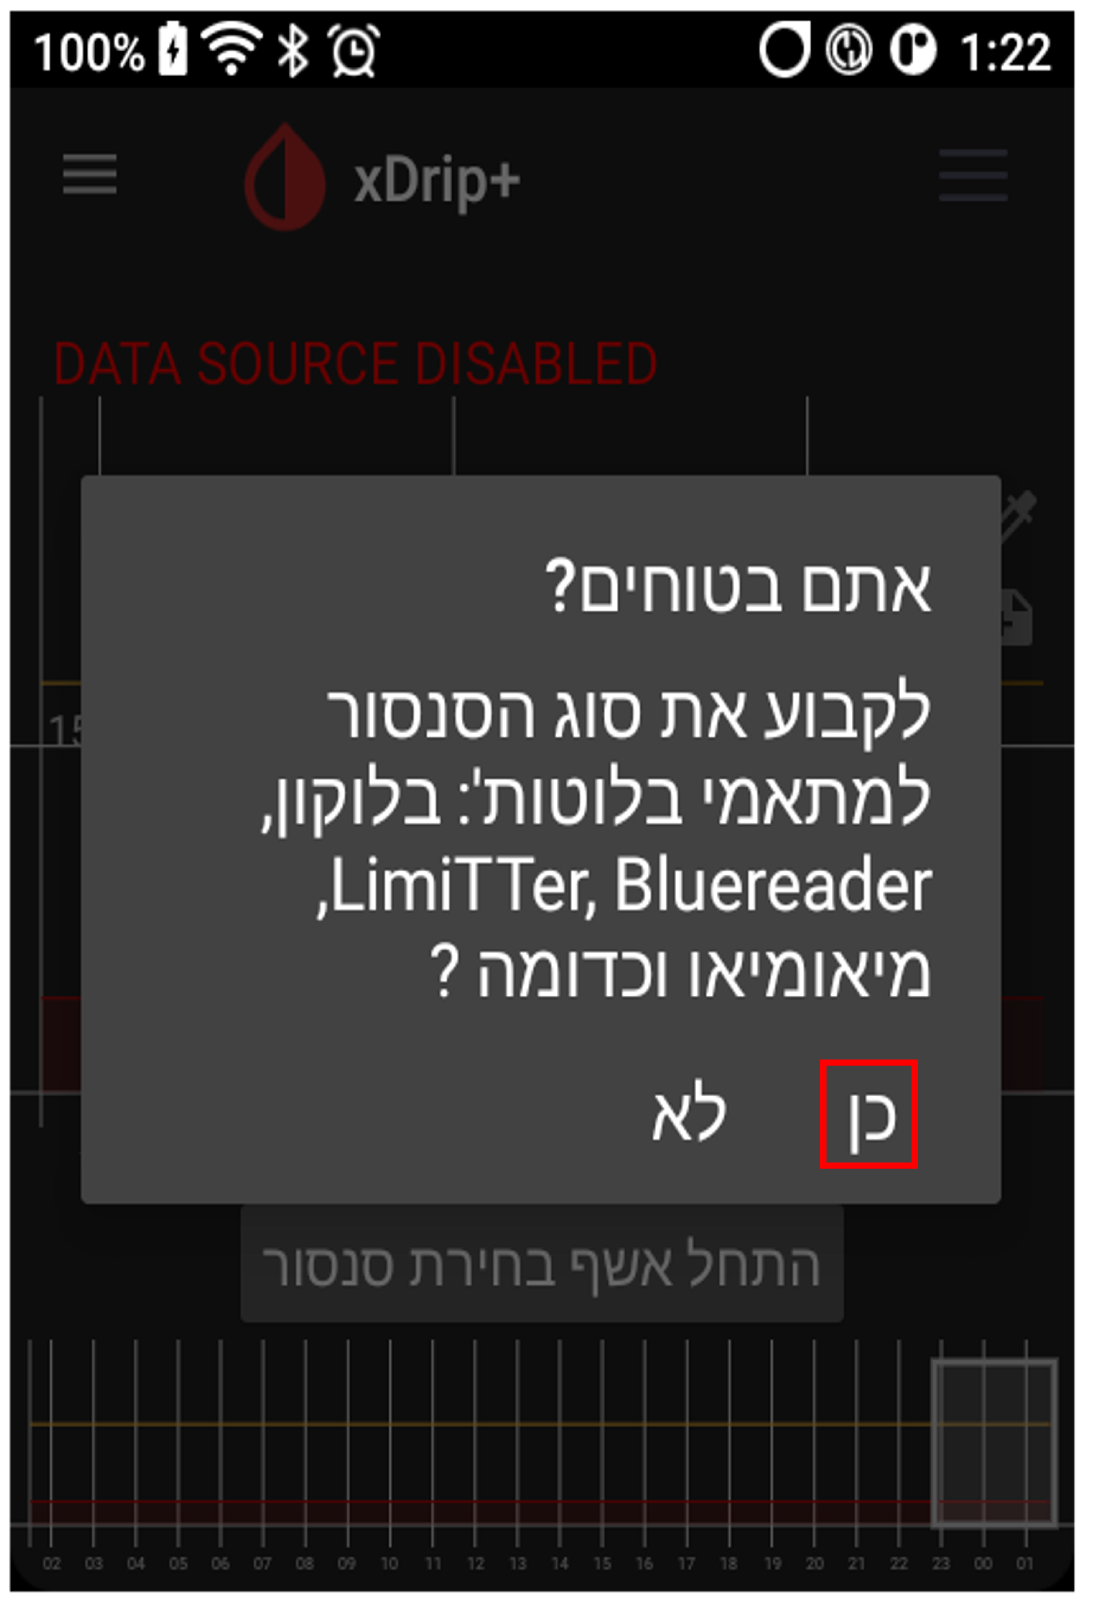 100% 1:22
xDrip+
DATA SOURCE DISABLED
אתם בטוחים?
15
לקבוע את סוג הסנסור
למתאמי בלוטות': בלוקון,
LimiTTer, Bluereader,
מיאומיאו וכדומה ?
כן לא
התחל אשף בחירת סנסור
02 03 04 05 06 07 08 09 10 11 12 13 14 15 16 17 18 19 20 21 22 23 00 01